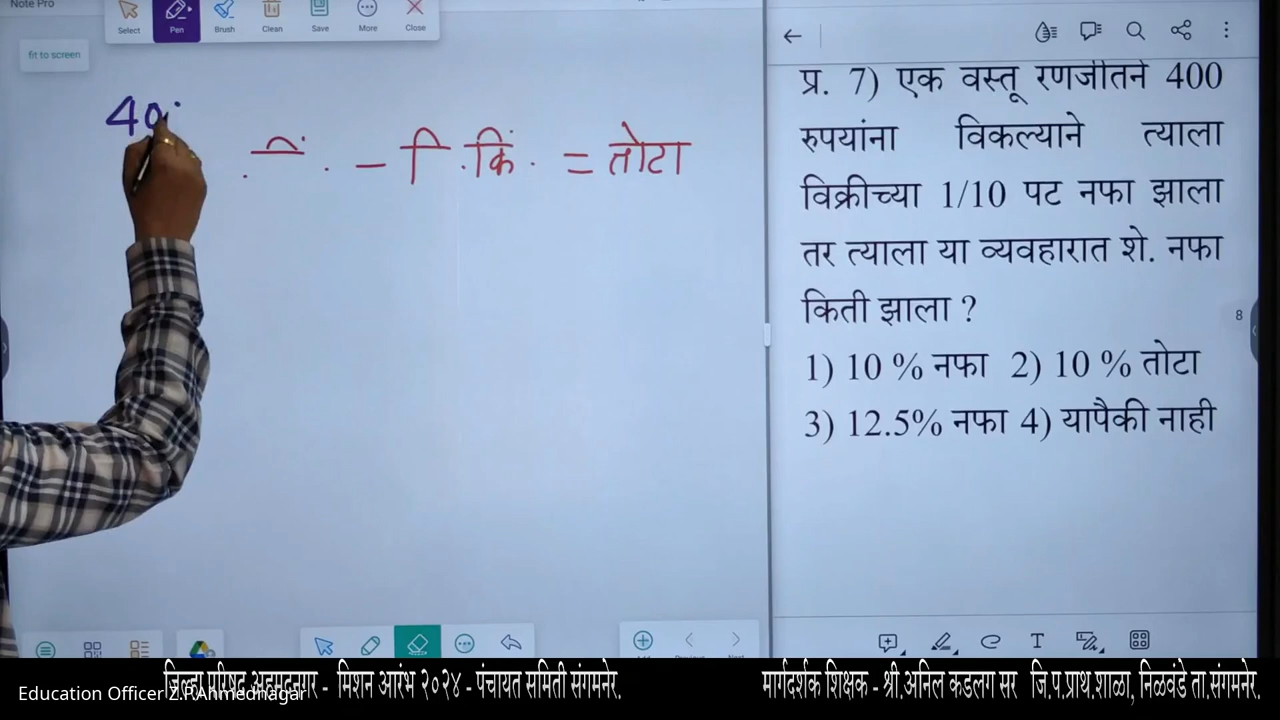 Note Pro
Select Pen Brush Clean Save More Close
fit to screen
40
– वि.किं. = तोटा
प्र. 7) एक वस्तू रणजीतने 400
रुपयांना विकल्याने त्याला
विक्रीच्या 1/10 पट नफा झाला
तर त्याला या व्यवहारात शे. नफा
किती झाला ?
1) 10 % नफा 2) 10 % तोटा
3) 12.5% नफा 4) यापैकी नाही
8
जिल्हा परिषद अहमदनगर - मिशन आरंभ २०२४ - पंचायत समिती संगमनेर.
मार्गदर्शक शिक्षक - श्री.अनिल कडलग सर जि.प.प्राथ.शाळा, निळवंडे ता.संगमनेर.
Education Officer Z.P.Ahmednagar